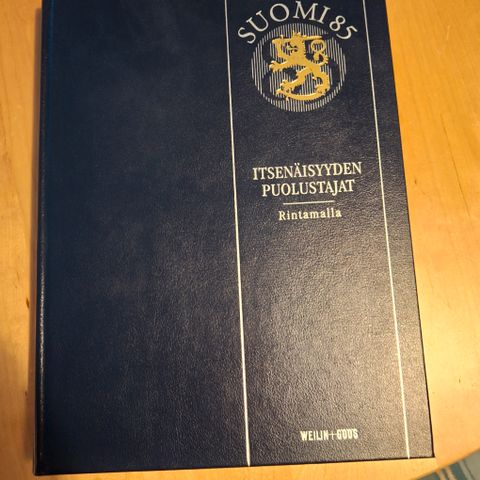 SUOMI 85
ITSENÄISYYDEN
PUOLUSTAJAT
Rintamalla
WEILIN+GÖÖS